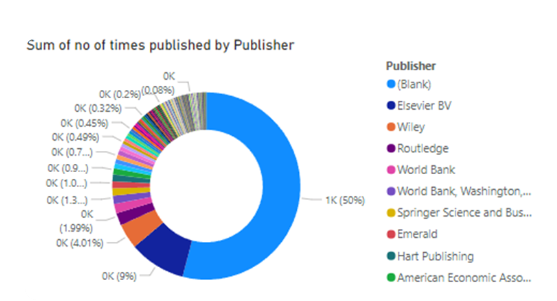 Sum of no of times published by Publisher
0K
0K (0.2%)
(0.08%)
0K (0.32%)
0K (0.45%)
0K (0.49%)
0K (0.7...)
0K (0.9...)
0K (1.0...)
0K (1.3...)
0K
(1.99%)
0K (4.01%)
0K (9%)
1K (50%)
Publisher
(Blank)
Elsevier BV
Wiley
Routledge
World Bank
World Bank, Washington,...
Springer Science and Bus...
Emerald
Hart Publishing
American Economic Asso...